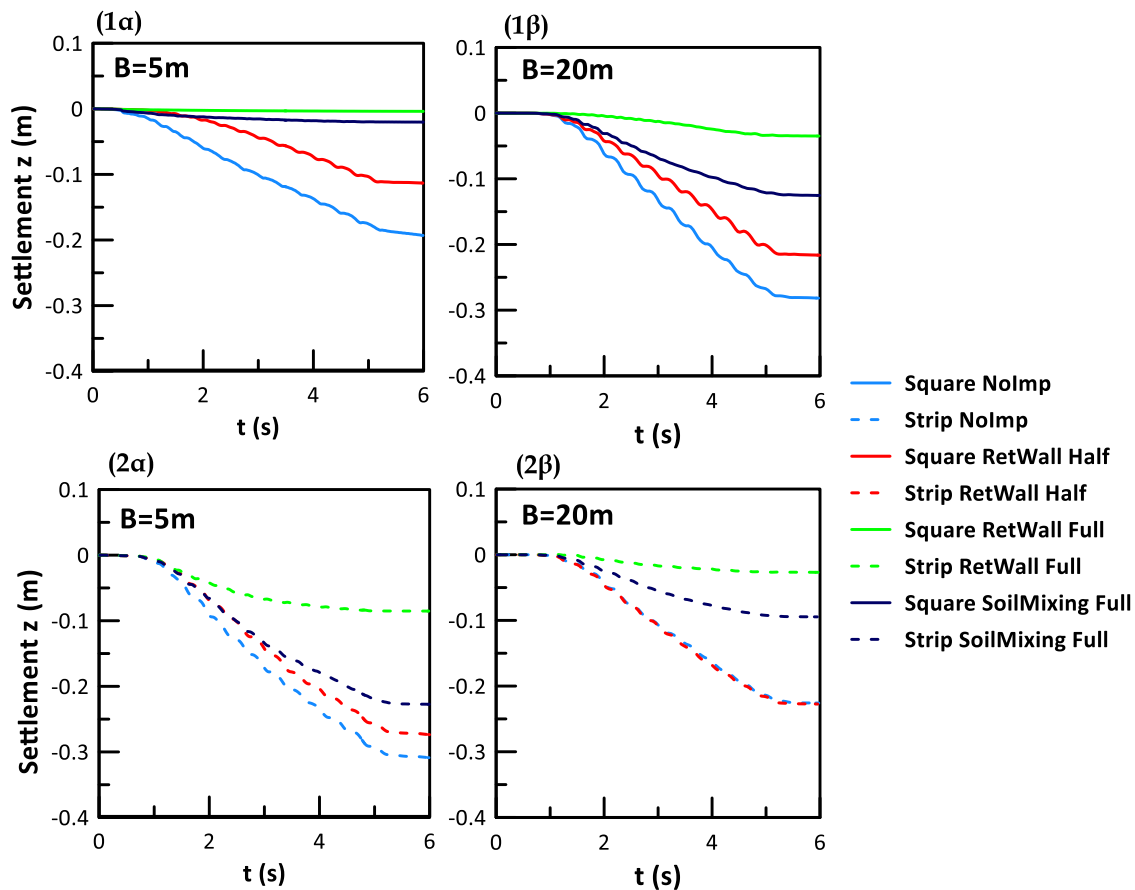 (1α)
B=5m
0.1
0
-0.1
-0.2
-0.3
-0.4
0
2
4
6
t (s)
Settlement z (m)
(1β)
B=20m
0.1
0
-0.1
-0.2
-0.3
-0.4
0
2
4
6
t (s)
Square NoImp
Strip NoImp
Square RetWall Half
Strip RetWall Half
Square RetWall Full
Strip RetWall Full
Square SoilMixing Full
Strip SoilMixing Full
(2α)
B=5m
0.1
0
-0.1
-0.2
-0.3
-0.4
0
2
4
6
t (s)
Settlement z (m)
(2β)
B=20m
0.1
0
-0.1
-0.2
-0.3
-0.4
0
2
4
6
t (s)